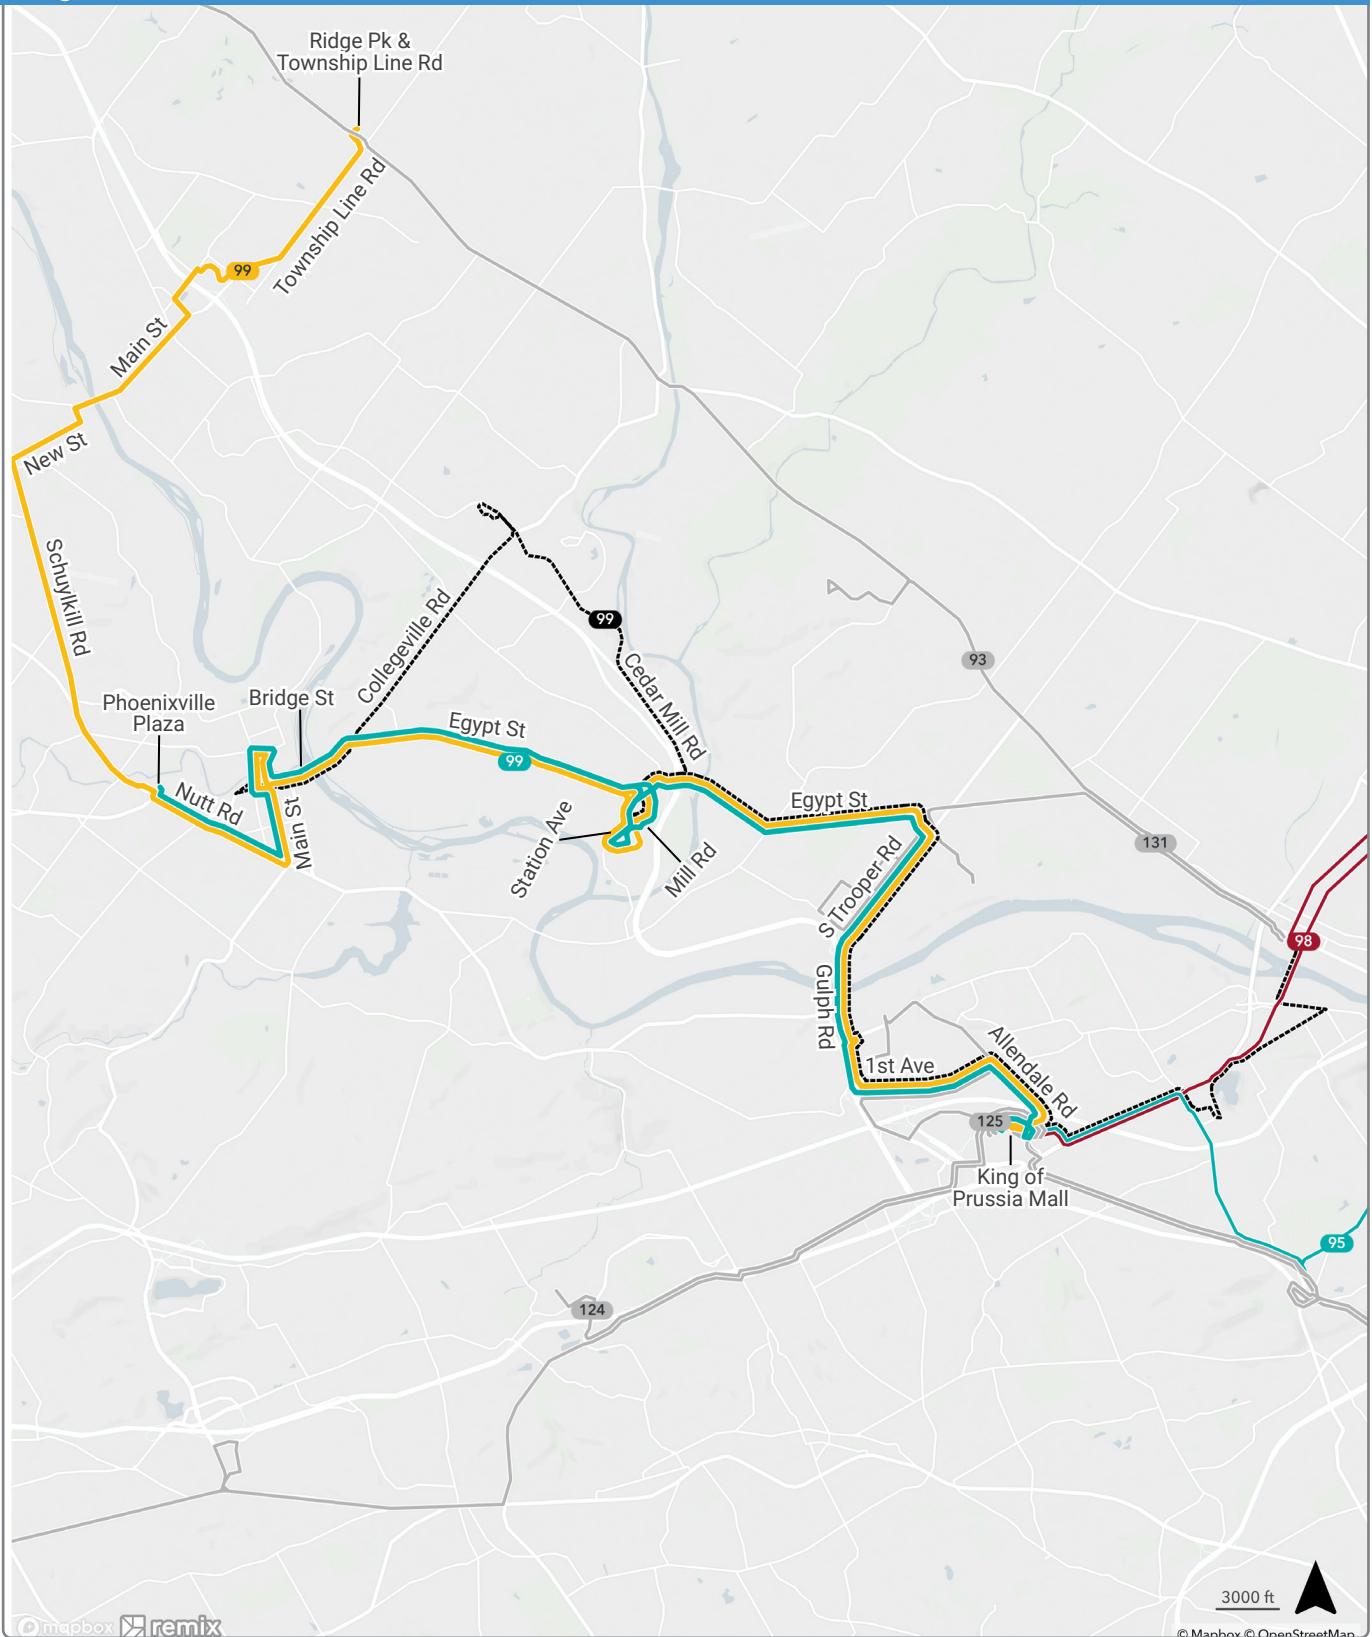 Ridge Pk &
Township Line Rd
Township Line Rd
99
Main St
New St
Schuylkill Rd
Collegeville Rd
99
Cedar Mill Rd
93
Phoenixville
Plaza
Bridge St
Egypt St
99
Nutt Rd
Main St
Station Ave
Mill Rd
Egypt St
131
S Trooper Rd
98
Gulph Rd
1st Ave
Allendale Rd
125
King of
Prussia Mall
95
124
3000 ft
mapbox remix
© Mapbox © OpenStreetMap